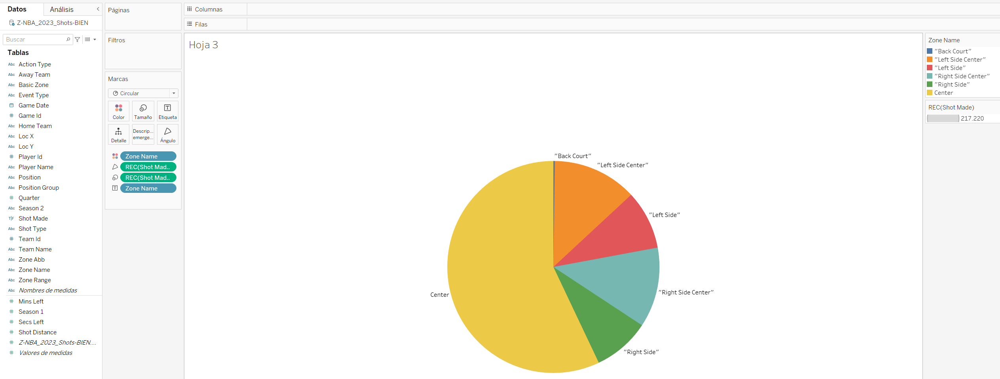 Datos
Análisis
Z-NBA_2023_Shots-BIEN
Buscar
Tablas
Abc Action Type
Abc Away Team
Abc Basic Zone
Abc Event Type
Game Date
# Game Id
Abc Home Team
Abc Loc X
Abc Loc Y
# Player Id
Abc Player Name
Abc Position
Abc Position Group
# Quarter
Abc Season 2
T|F Shot Made
Abc Shot Type
# Team Id
Abc Team Name
Abc Zone Abb
Abc Zone Name
Abc Zone Range
Abc Nombres de medidas
# Mins Left
# Season 1
# Secs Left
# Shot Distance
# Z-NBA_2023_Shots-BIEN....
# Valores de medidas
Páginas
Filtros
Marcas
Circular
Color
Tamaño
Etiqueta
Detalle
Descrip...
emerge...
Ángulo
Zone Name
REC(Shot Mad..
REC(Shot Mad..
Zone Name
Columnas
Filas
Hoja 3
"Back Court"
"Left Side Center"
"Left Side"
"Right Side Center"
"Right Side"
Center
Zone Name
"Back Court"
"Left Side Center"
"Left Side"
"Right Side Center"
"Right Side"
Center
REC(Shot Made)
217.220